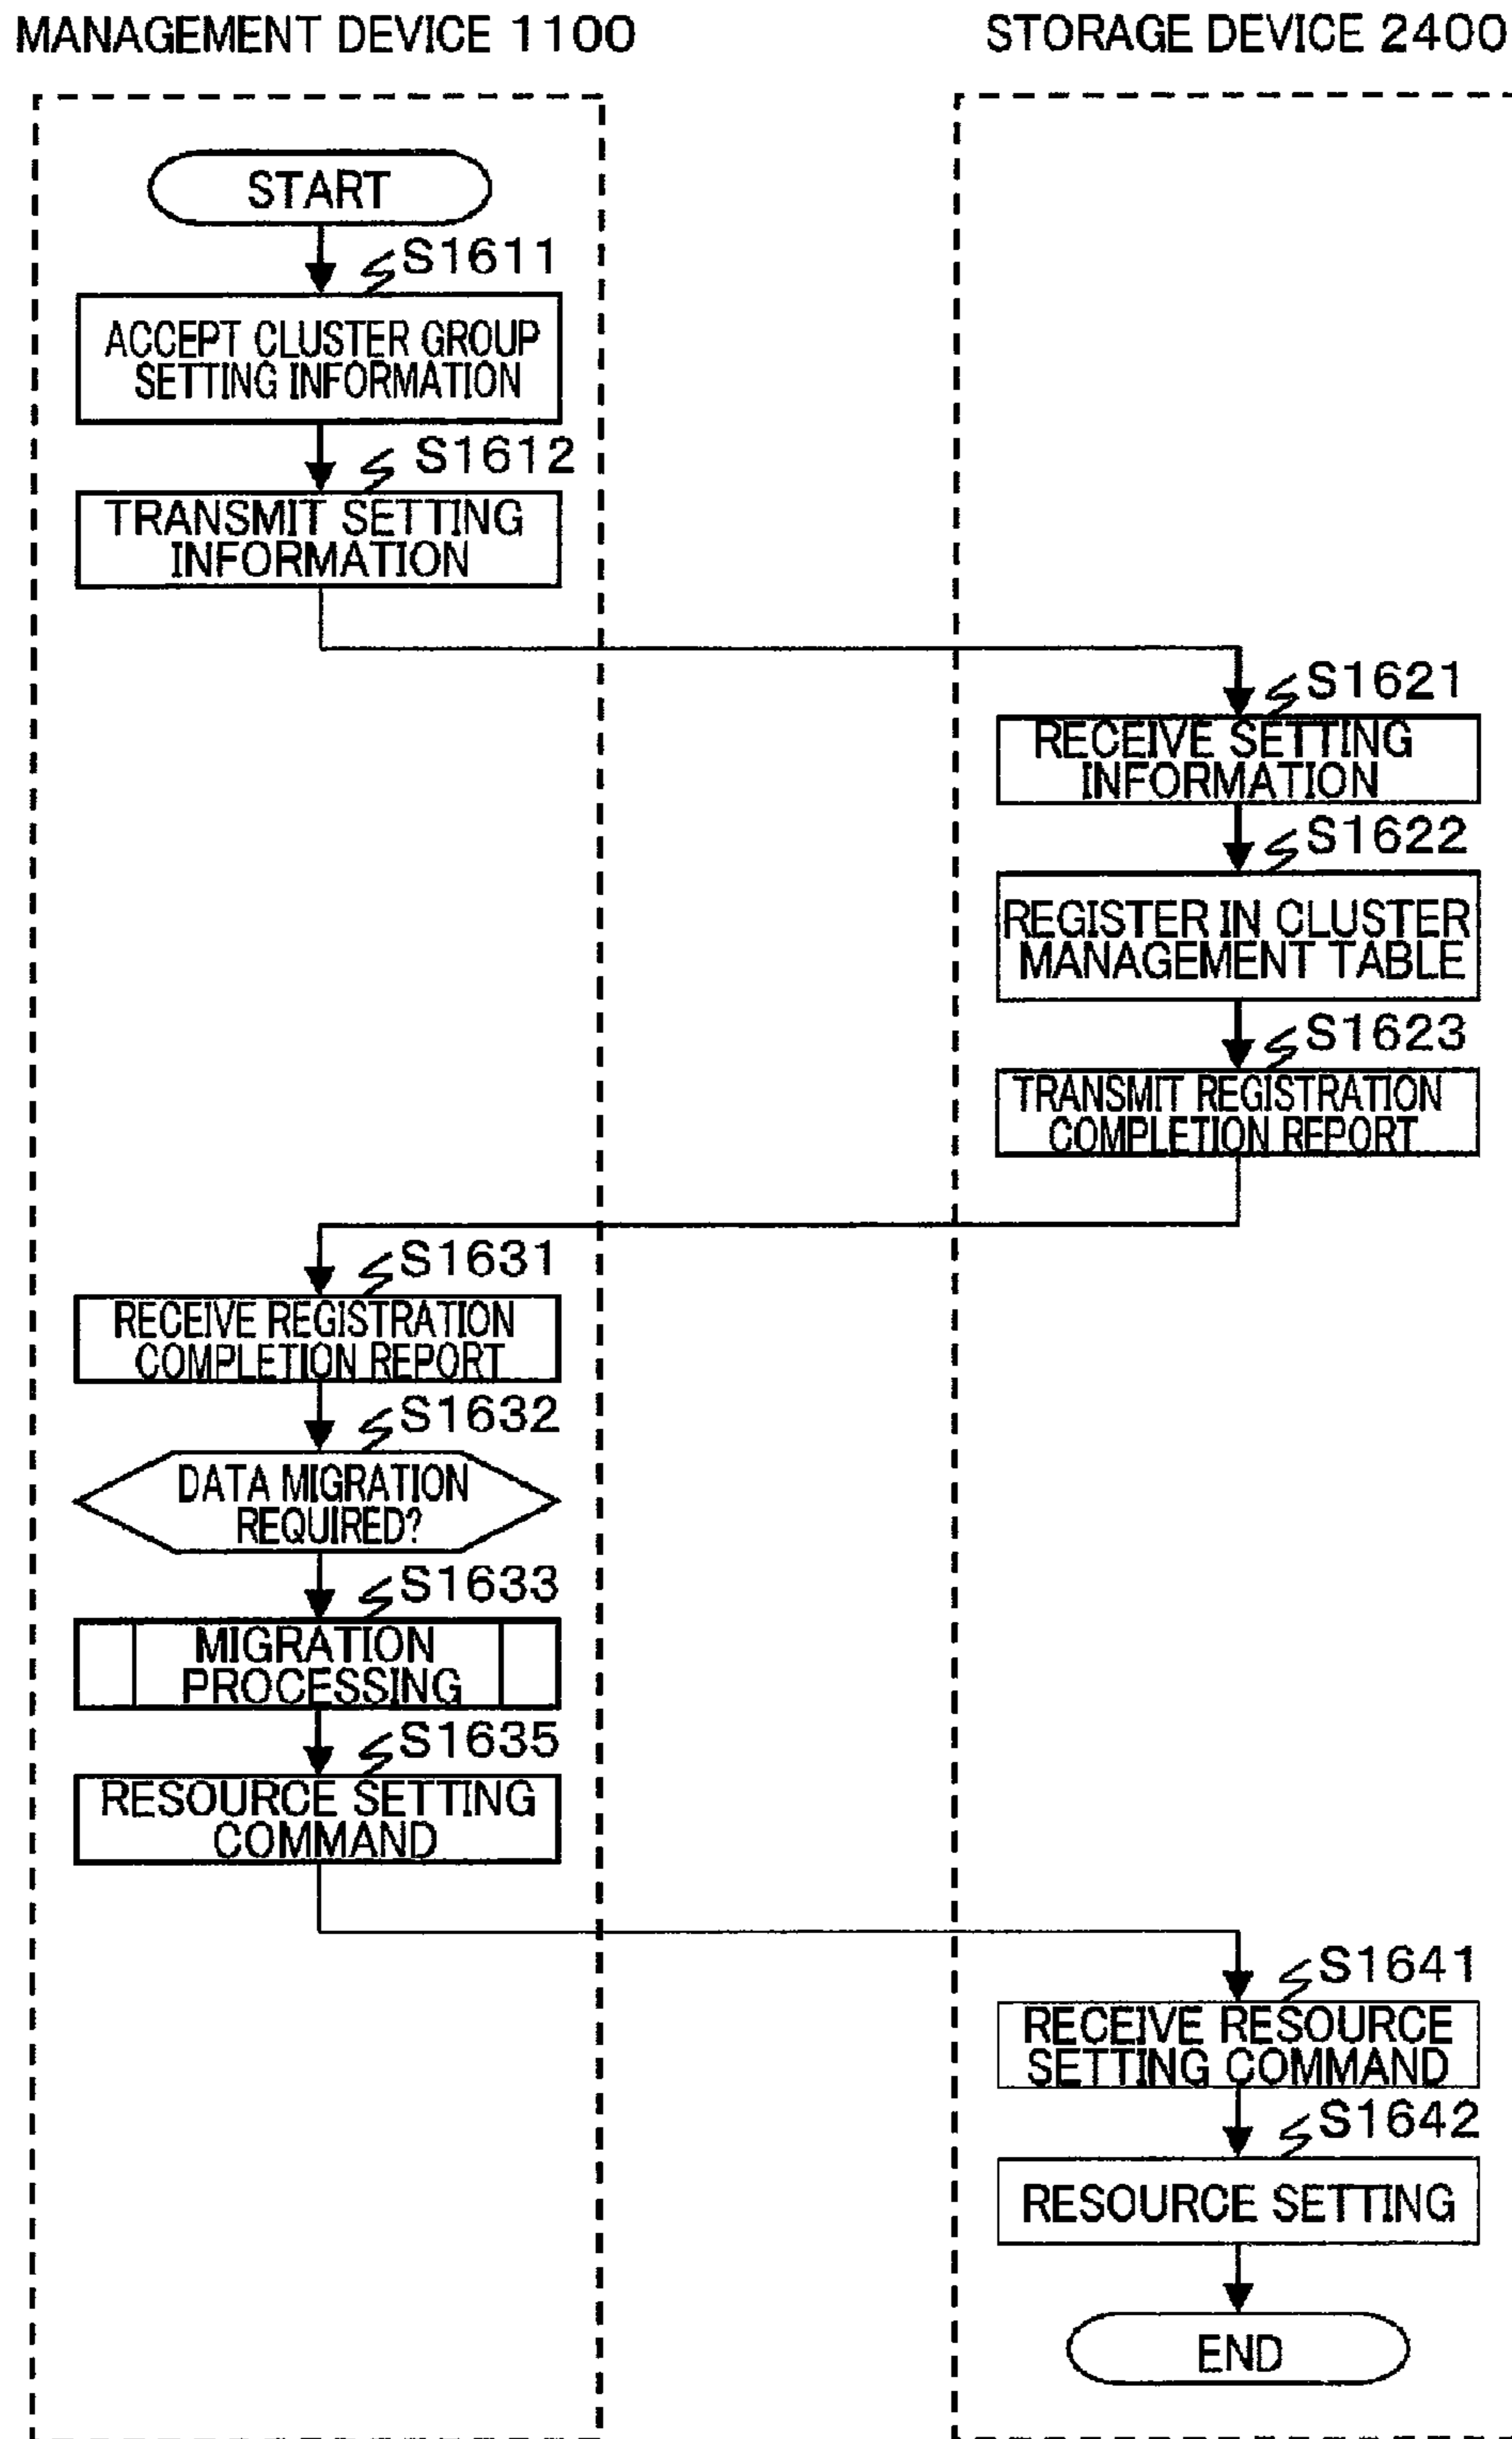 MANAGEMENT DEVICE 1100
STORAGE DEVICE 2400
START
S1611
ACCEPT CLUSTER GROUP
SETTING INFORMATION
S1612
TRANSMIT SETTING
INFORMATION
S1621
RECEIVE SETTING
INFORMATION
S1622
REGISTER IN CLUSTER
MANAGEMENT TABLE
S1623
TRANSMIT REGISTRATION
COMPLETION REPORT
S1631
RECEIVE REGISTRATION
COMPLETION REPORT
S1632
DATA MIGRATION
REQUIRED?
S1633
MIGRATION
PROCESSING
S1635
RESOURCE SETTING
COMMAND
S1641
RECEIVE RESOURCE
SETTING COMMAND
S1642
RESOURCE SETTING
END